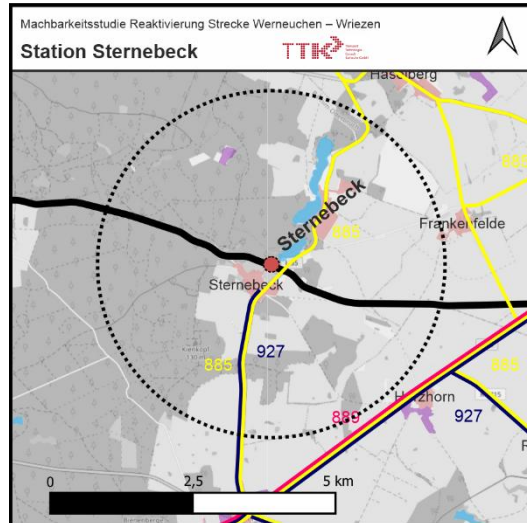 Machbarkeitsstudie Reaktivierung Strecke Werneuchen – Wriezen
Station Sternebeck
TTK
Haselberg
885
Sternebeck
885
Frankenfelde
Sternebeck
927
885
885
889
Harzhorn
927
0
2,5
5 km